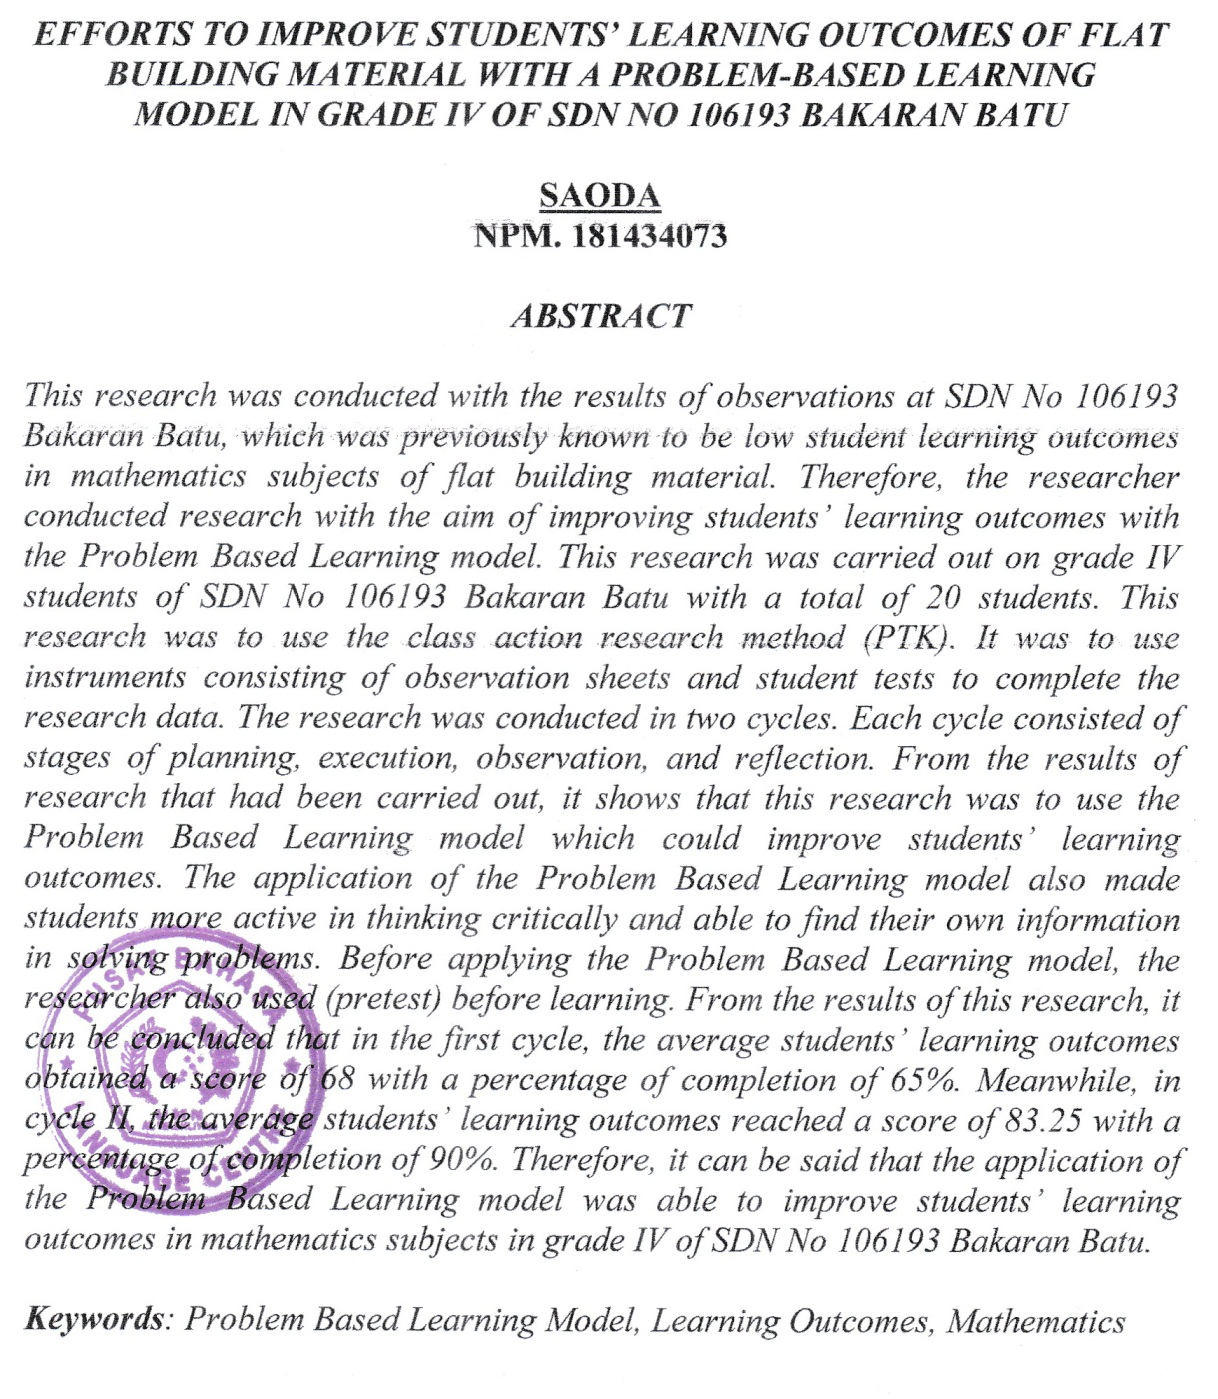 EFFORTS TO IMPROVE STUDENTS’ LEARNING OUTCOMES OF FLAT
BUILDING MATERIAL WITH A PROBLEM-BASED LEARNING
MODEL IN GRADE IV OF SDN NO 106193 BAKARAN BATU
SAODA
NPM. 181434073
ABSTRACT
This research was conducted with the results of observations at SDN No 106193
Bakaran Batu, which was previously known to be low student learning outcomes
in mathematics subjects of flat building material. Therefore, the researcher
conducted research with the aim of improving students’ learning outcomes with
the Problem Based Learning model. This research was carried out on grade IV
students of SDN No 106193 Bakaran Batu with a total of 20 students. This
research was to use the class action research method (PTK). It was to use
instruments consisting of observation sheets and student tests to complete the
research data. The research was conducted in two cycles. Each cycle consisted of
stages of planning, execution, observation, and reflection. From the results of
research that had been carried out, it shows that this research was to use the
Problem Based Learning model which could improve students’ learning
outcomes. The application of the Problem Based Learning model also made
students more active in thinking critically and able to find their own information
in solving problems. Before applying the Problem Based Learning model, the
researcher also used (pretest) before learning. From the results of this research, it
can be concluded that in the first cycle, the average students’ learning outcomes
obtained a score of 68 with a percentage of completion of 65%. Meanwhile, in
cycle II, the average students’ learning outcomes reached a score of 83.25 with a
percentage of completion of 90%. Therefore, it can be said that the application of
the Problem Based Learning model was able to improve students’ learning
outcomes in mathematics subjects in grade IV of SDN No 106193 Bakaran Batu.
Keywords: Problem Based Learning Model, Learning Outcomes, Mathematics
PUSAT BAHASA
LANGUAGE CENTRE